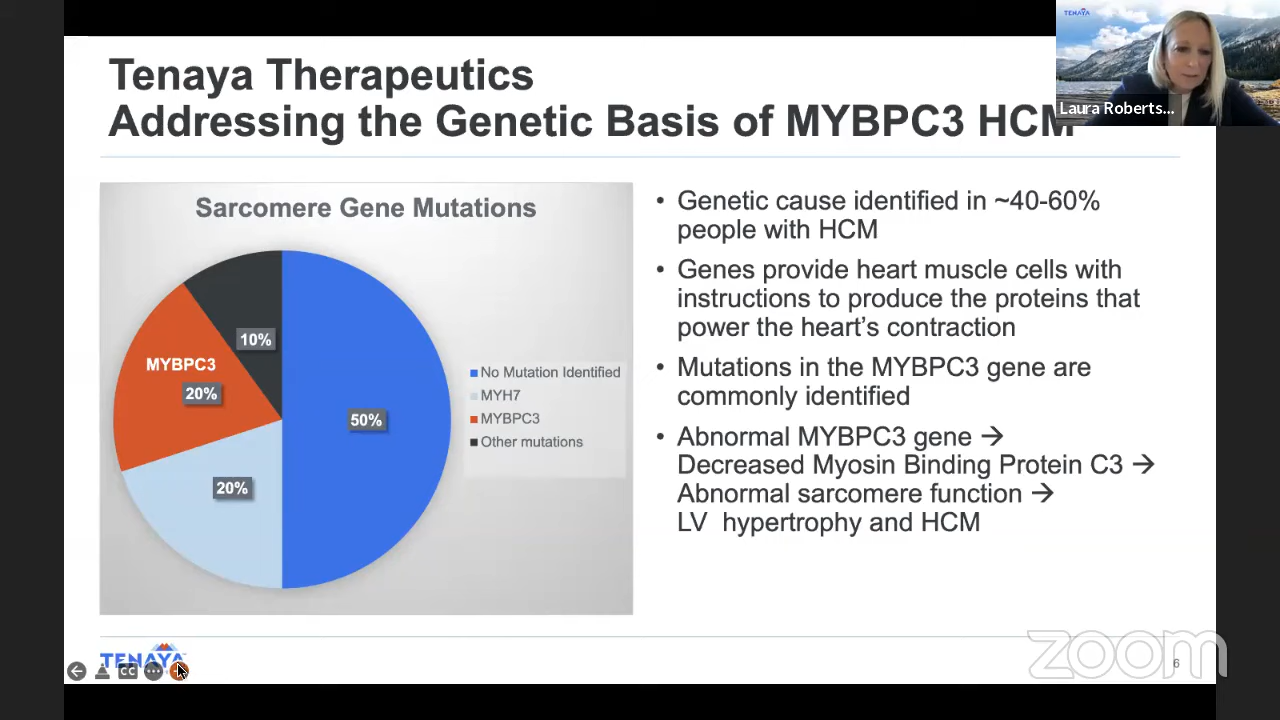 Tenaya Therapeutics
Addressing the Genetic Basis of MYBPC3 HCM
TENAYA
Laura Roberts...
Sarcomere Gene Mutations
10%
MYBPC3
20%
50%
20%
No Mutation Identified
MYH7
MYBPC3
Other mutations
• Genetic cause identified in ~40-60%
people with HCM
• Genes provide heart muscle cells with
instructions to produce the proteins that
power the heart's contraction
• Mutations in the MYBPC3 gene are
commonly identified
• Abnormal MYBPC3 gene →
Decreased Myosin Binding Protein C3 →
Abnormal sarcomere function →
LV hypertrophy and HCM
TENAYA
CC
zoom
6